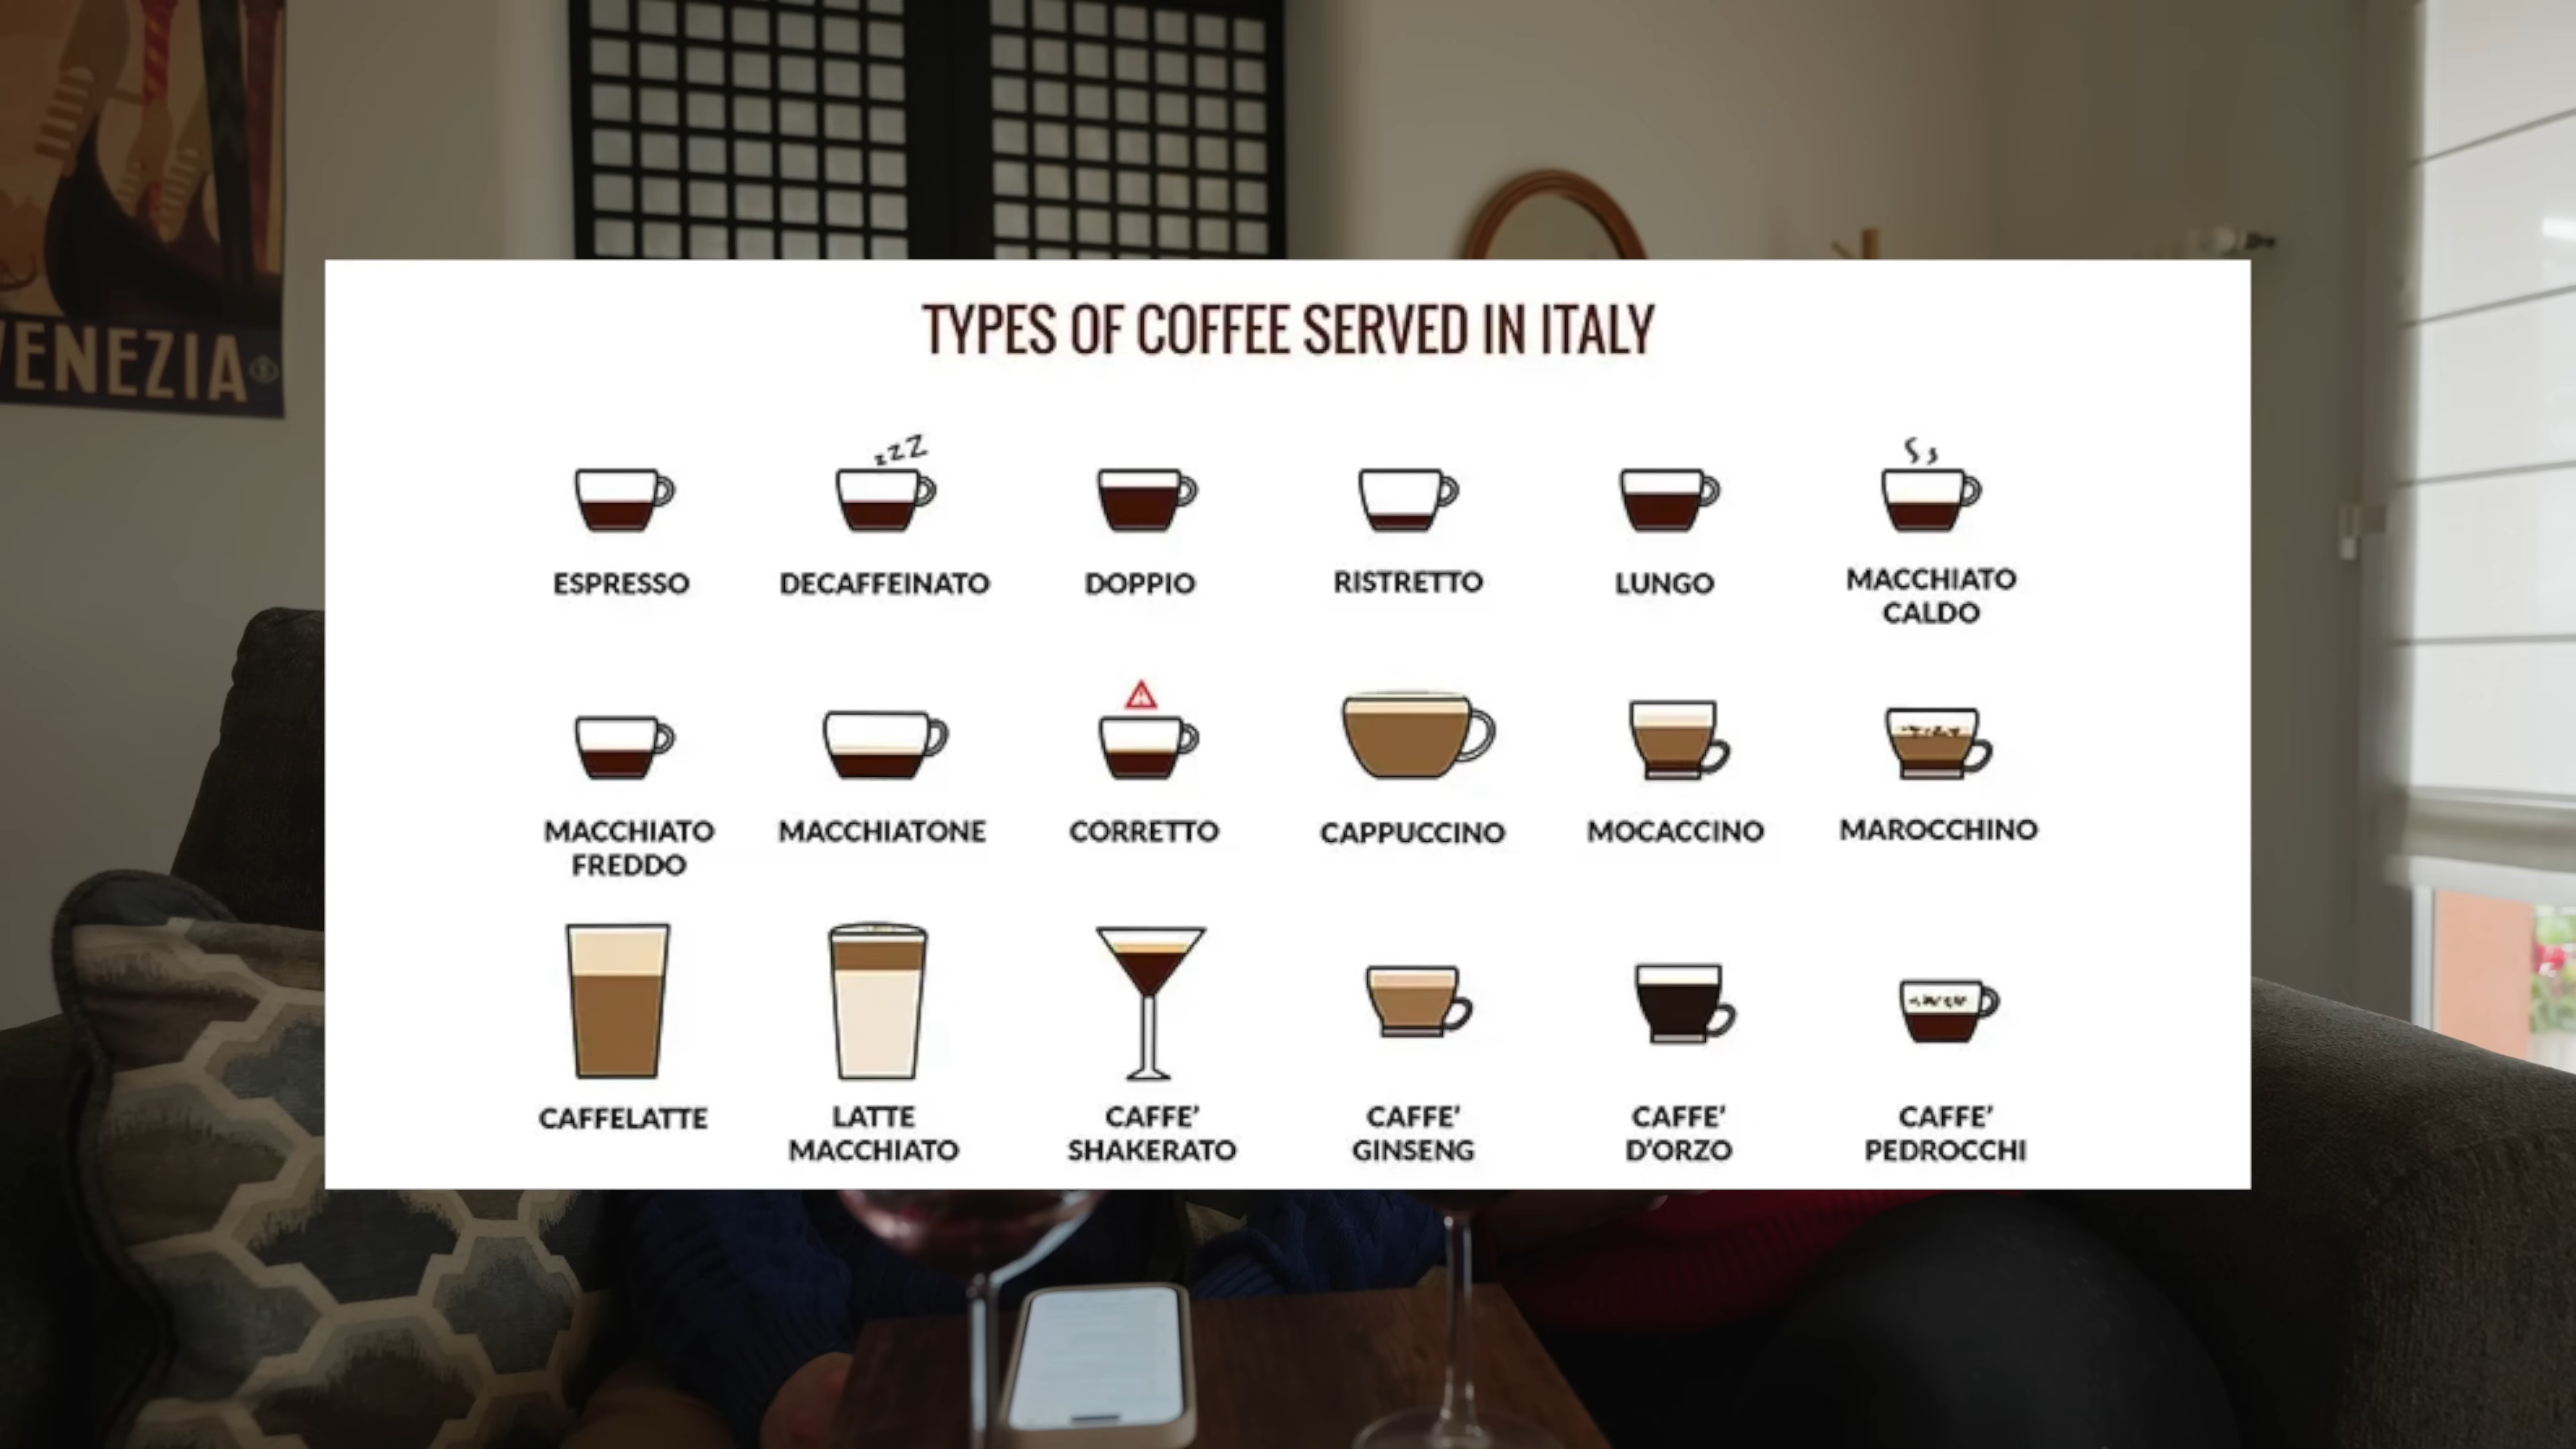 VENEZIA
TYPES OF COFFEE SERVED IN ITALY
zzZ
ESPRESSO
DECAFFEINATO
DOPPIO
RISTRETTO
LUNGO
MACCHIATO
CALDO
MACCHIATO
FREDDO
MACCHIATONE
CORRETTO
CAPPUCCINO
MOCACCINO
MAROCCHINO
CAFFELATTE
LATTE
MACCHIATO
CAFFE’
SHAKERATO
CAFFE’
GINSENG
CAFFE’
D’ORZO
CAFFE’
PEDROCCHI